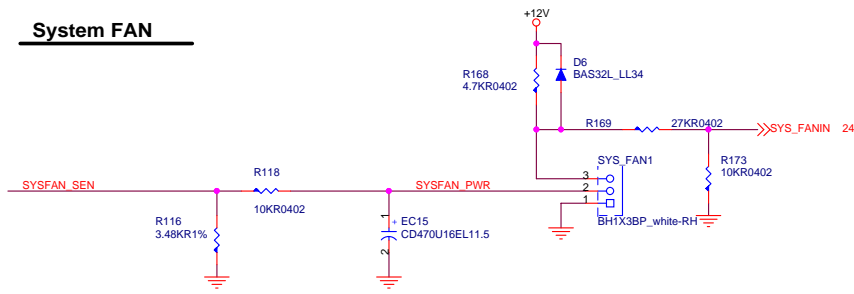 System FAN
+12V
R168
4.7KR0402
D6
BAS32L_LL34
R169
27KR0402
SYS_FANIN 24
SYS_FAN1
R173
10KR0402
3
2
1
BH1X3BP_white-RH
SYSFAN_SEN
R118
10KR0402
SYSFAN_PWR
R116
3.48KR1%
1
+
EC15
CD470U16EL11.5
2